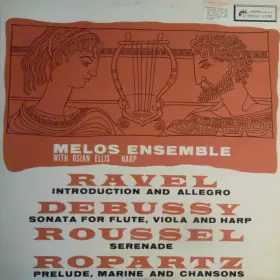 MELOS ENSEMBLE
WITH OSIAN ELLIS HARP
RAVEL
INTRODUCTION AND ALLEGRO
DEBUSSY
SONATA FOR FLUTE, VIOLA AND HARP
ROUSSEL
SERENADE
ROPARTZ
PRELUDE, MARINE AND CHANSONS